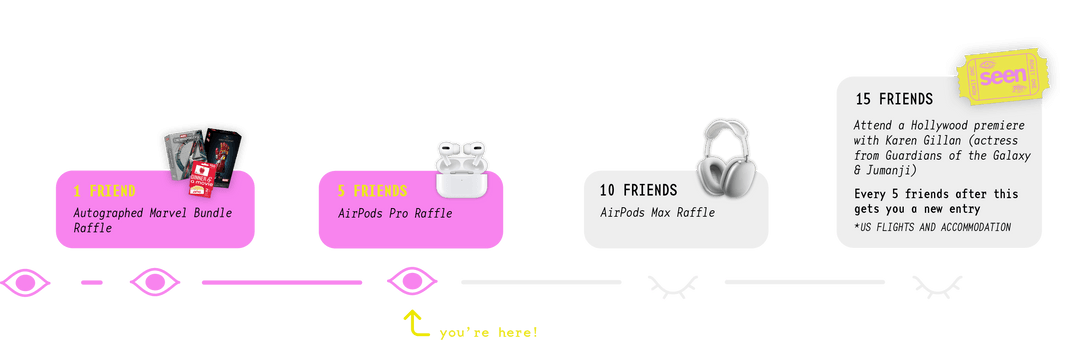 1 FRIEND
Autographed Marvel Bundle
Raffle
5 FRIENDS
AirPods Pro Raffle
10 FRIENDS
AirPods Max Raffle
seen
15 FRIENDS
Attend a Hollywood premiere
with Karen Gillan (actress
from Guardians of the Galaxy
& Jumanji)
Every 5 friends after this
gets you a new entry
*US FLIGHTS AND ACCOMMODATION
you're here!